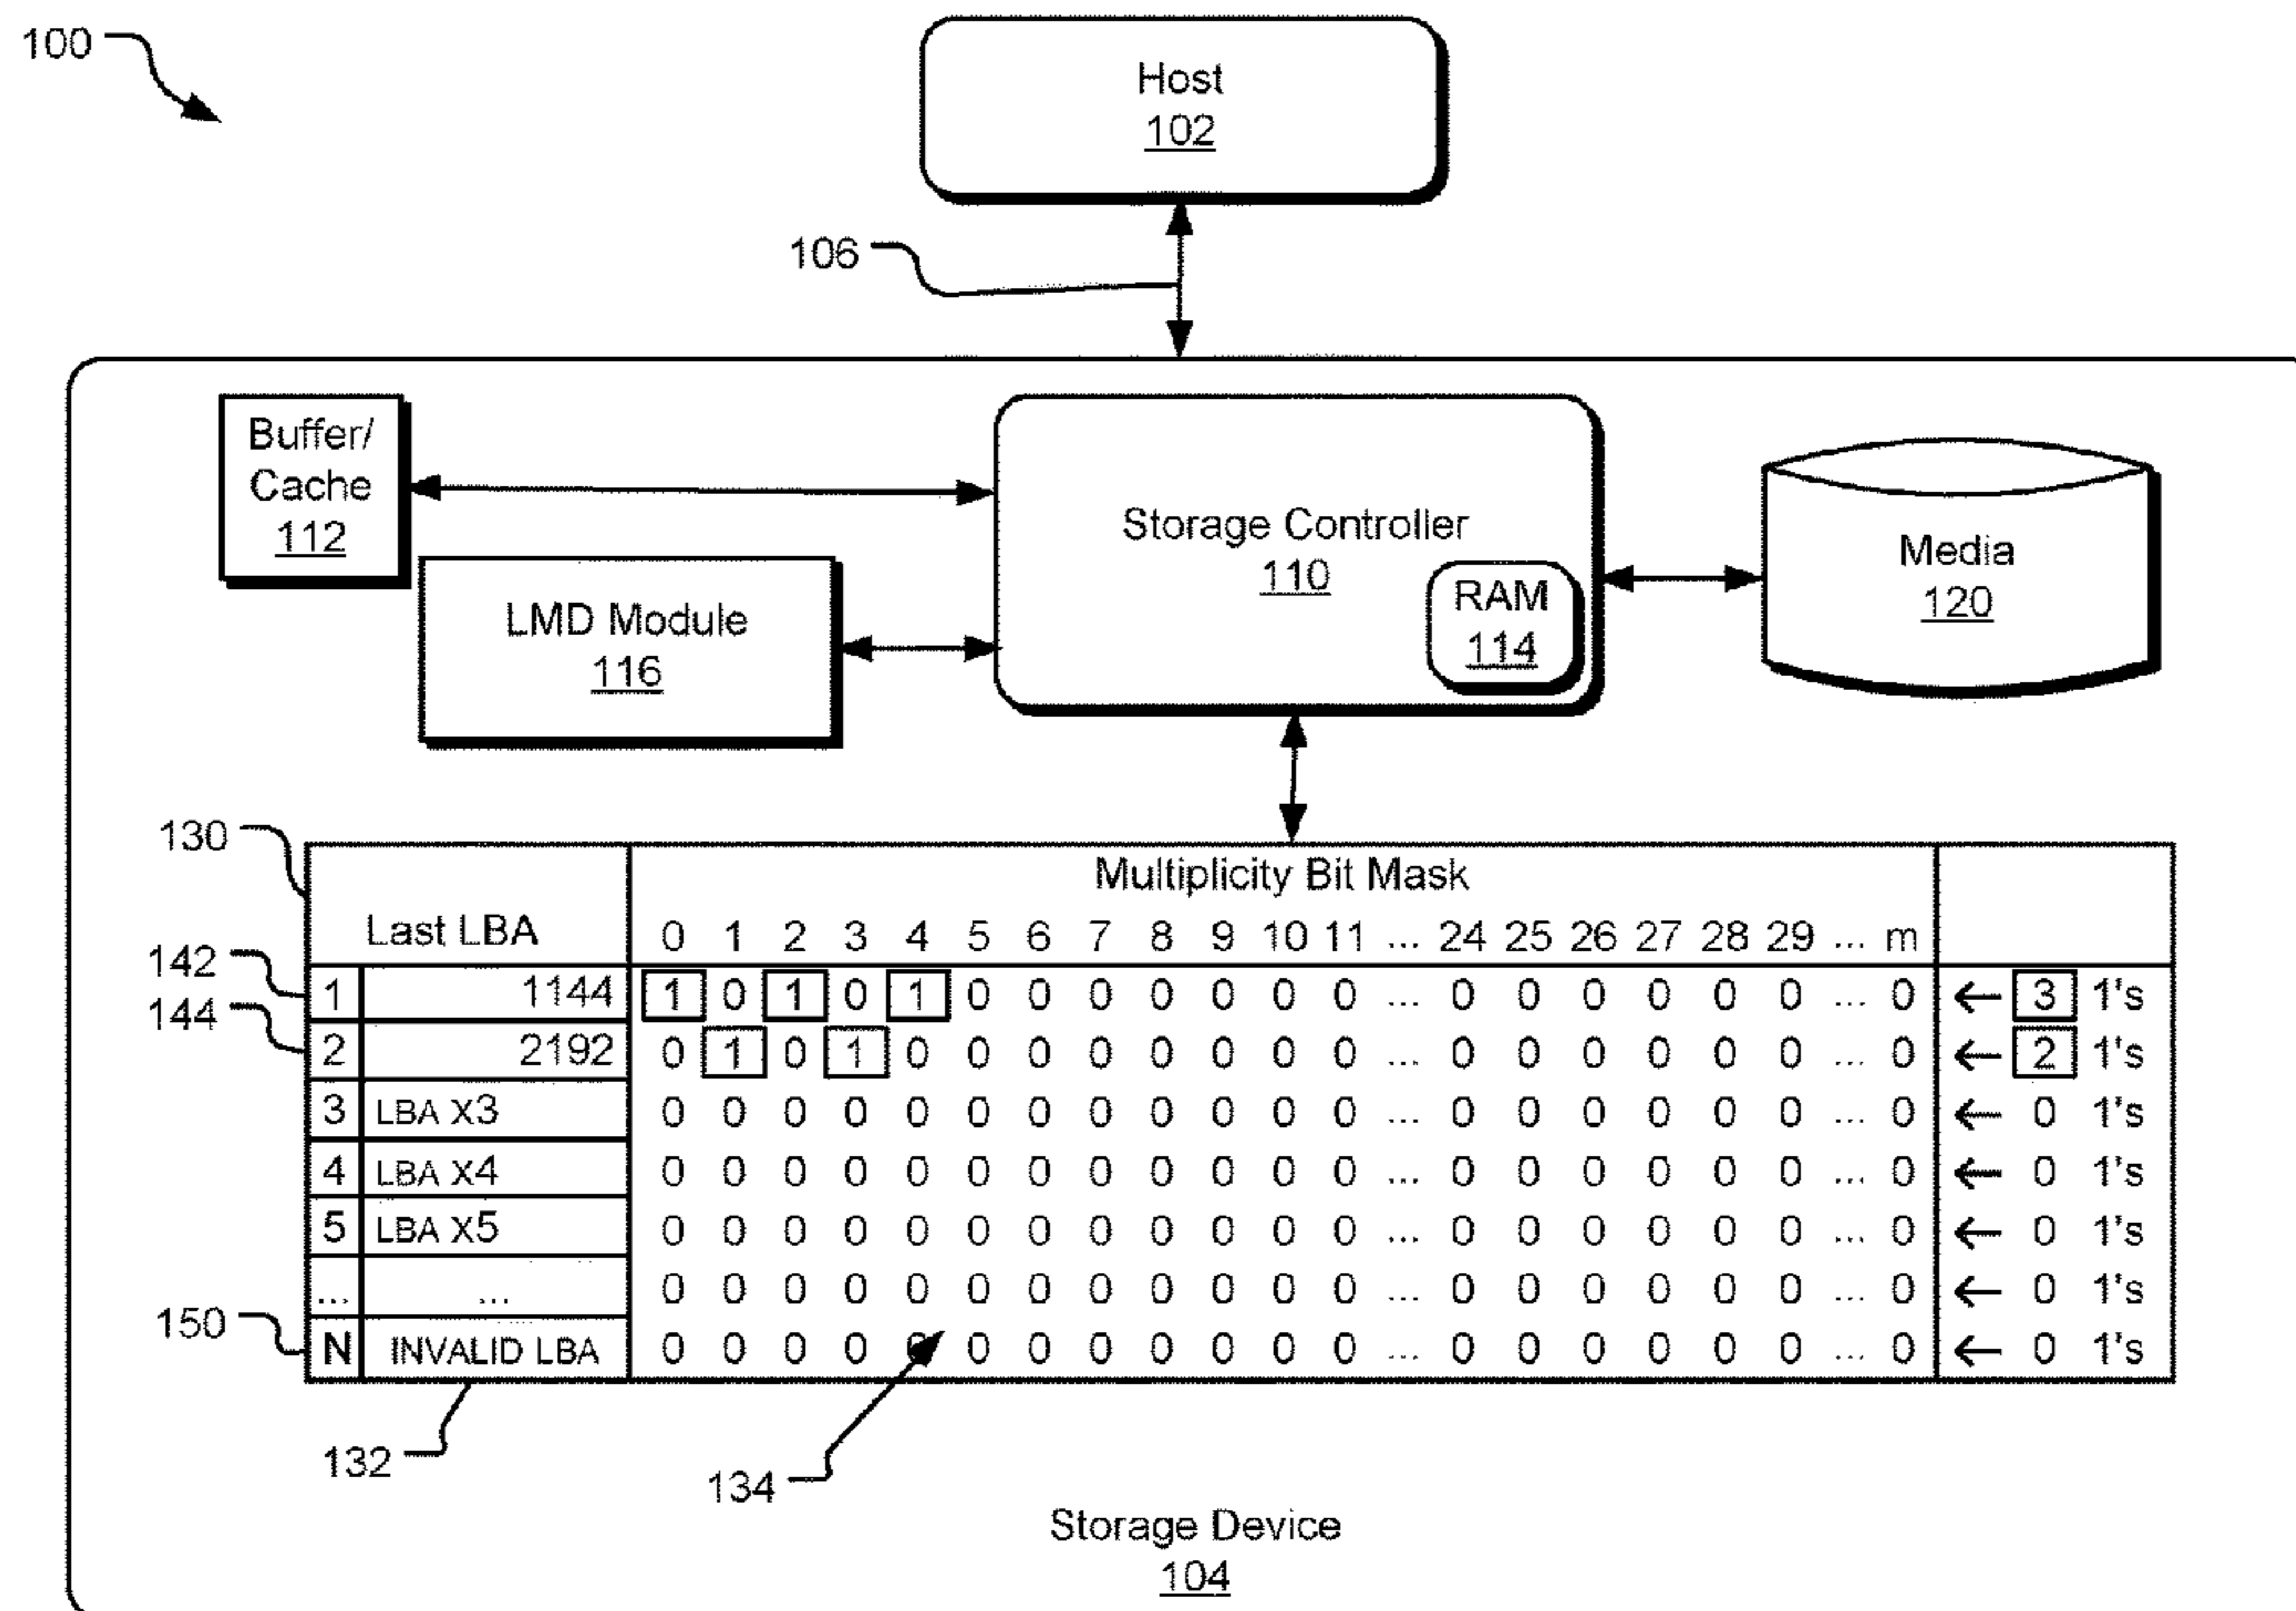 100
Host
102
106
Buffer/
Cache
112
Storage Controller
110
RAM
114
Media
120
LMD Module
116
130
Multiplicity Bit Mask
Last LBA 0 1 2 3 4 5 6 7 8 9 10 11 ... 24 25 26 27 28 29 ... m
142
1 1144 1 0 1 0 1 0 0 0 0 0 0 0 ... 0 0 0 0 0 0 ... 0 ← 3 1's
144
2 2192 0 1 0 1 0 0 0 0 0 0 0 0 ... 0 0 0 0 0 0 ... 0 ← 2 1's
3 LBA X3 0 0 0 0 0 0 0 0 0 0 0 0 ... 0 0 0 0 0 0 ... 0 ← 0 1's
4 LBA X4 0 0 0 0 0 0 0 0 0 0 0 0 ... 0 0 0 0 0 0 ... 0 ← 0 1's
5 LBA X5 0 0 0 0 0 0 0 0 0 0 0 0 ... 0 0 0 0 0 0 ... 0 ← 0 1's
... ... 0 0 0 0 0 0 0 0 0 0 0 0 ... 0 0 0 0 0 0 ... 0 ← 0 1's
150
N INVALID LBA 0 0 0 0 0 0 0 0 0 0 0 0 ... 0 0 0 0 0 0 ... 0 ← 0 1's
132
134
Storage Device
104